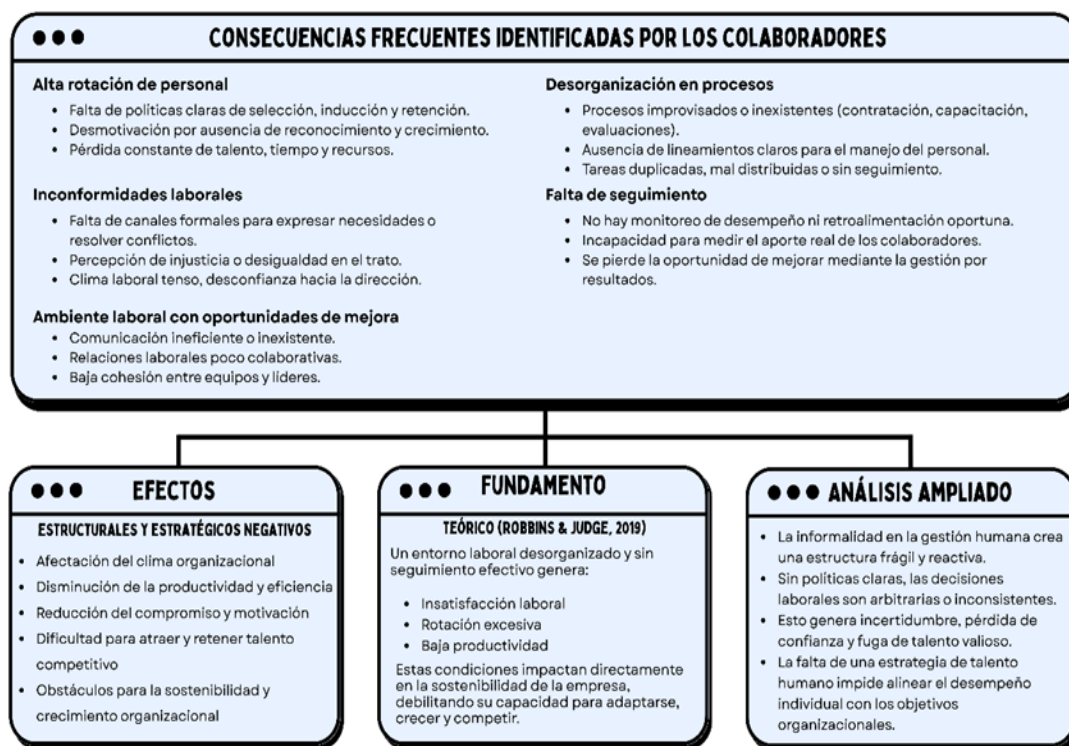 CONSECUENCIAS FRECUENTES IDENTIFICADAS POR LOS COLABORADORES
Alta rotación de personal
• Falta de políticas claras de selección, inducción y retención.
• Desmotivación por ausencia de reconocimiento y crecimiento.
• Pérdida constante de talento, tiempo y recursos.
Inconformidades laborales
• Falta de canales formales para expresar necesidades o
resolver conflictos.
• Percepción de injusticia o desigualdad en el trato.
• Clima laboral tenso, desconfianza hacia la dirección.
Ambiente laboral con oportunidades de mejora
• Comunicación ineficiente o inexistente.
• Relaciones laborales poco colaborativas.
• Baja cohesión entre equipos y líderes.
Desorganización en procesos
• Procesos improvisados o inexistentes (contratación, capacitación,
evaluaciones).
• Ausencia de lineamientos claros para el manejo del personal.
• Tareas duplicadas, mal distribuidas o sin seguimiento.
Falta de seguimiento
• No hay monitoreo de desempeño ni retroalimentación oportuna.
• Incapacidad para medir el aporte real de los colaboradores.
• Se pierde la oportunidad de mejorar mediante la gestión por
resultados.
EFECTOS
ESTRUCTURALES Y ESTRATÉGICOS NEGATIVOS
• Afectación del clima organizacional
• Disminución de la productividad y eficiencia
• Reducción del compromiso y motivación
• Dificultad para atraer y retener talento
competitivo
• Obstáculos para la sostenibilidad y
crecimiento organizacional
FUNDAMENTO
TEÓRICO (ROBBINS & JUDGE, 2019)
Un entorno laboral desorganizado y sin
seguimiento efectivo genera:
• Insatisfacción laboral
• Rotación excesiva
• Baja productividad
Estas condiciones impactan directamente
en la sostenibilidad de la empresa,
debilitando su capacidad para adaptarse,
crecer y competir.
ANÁLISIS AMPLIADO
• La informalidad en la gestión humana crea
una estructura frágil y reactiva.
• Sin políticas claras, las decisiones
laborales son arbitrarias o inconsistentes.
• Esto genera incertidumbre, pérdida de
confianza y fuga de talento valioso.
• La falta de una estrategia de talento
humano impide alinear el desempeño
individual con los objetivos
organizacionales.